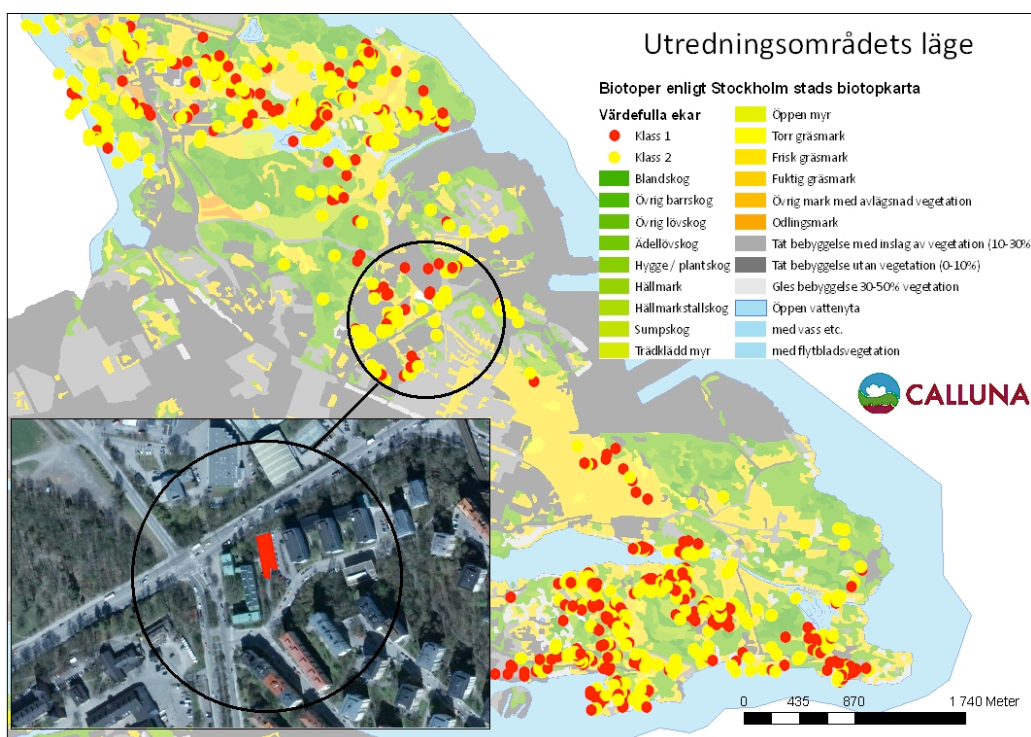 Utredningsområdets läge
Biotoper enligt Stockholm stads biotopkarta
Värdefulla ekar
Klass 1
Klass 2
Blandskog
Övrig barrskog
Övrig lövskog
Ädellövskog
Hygge / plantskog
Hällmark
Hällmarkstallskog
Sumpskog
Trädklädd myr
Öppen myr
Torr gräsmark
Frisk gräsmark
Fuktig gräsmark
Övrig mark med avlägsnad vegetation
Odlingsmark
Tät bebyggelse med inslag av vegetation (10-30%
Tät bebyggelse utan vegetation (0-10%)
Gles bebyggelse 30-50% vegetation
Öppen vattenyta
med vass etc.
med flytbladsvegetation
CALLUNA
0 435 870 1 740 Meter